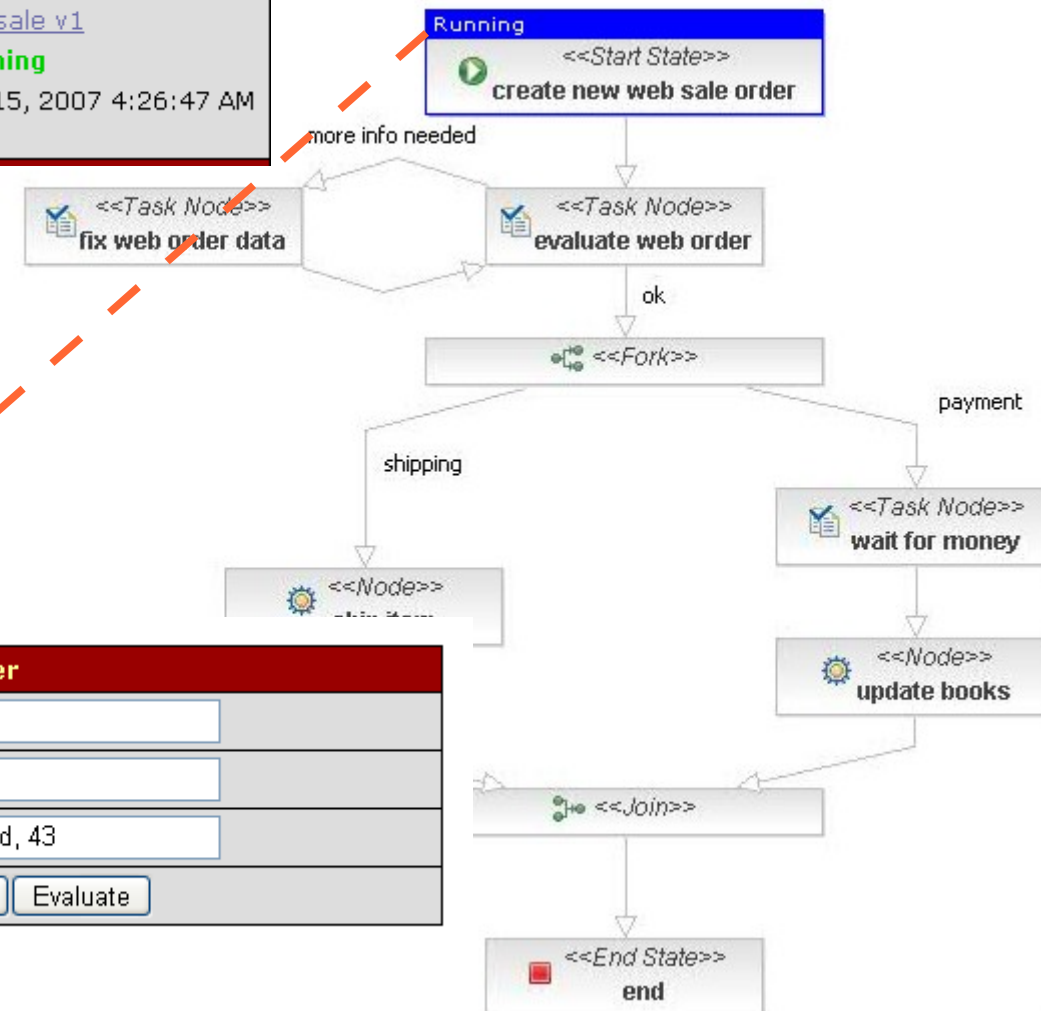 sale v1
15, 2007 4:26:47 AM
Running
<<Start State>>
create new web sale order
more info needed
<<Task Node>>
fix web order data
<<Task Node>>
evaluate web order
ok
<<Fork>>
payment
shipping
<<Task Node>>
wait for money
<<Node>>
<<Node>>
update books
d, 43
Evaluate
<<Join>>
<<End State>>
end